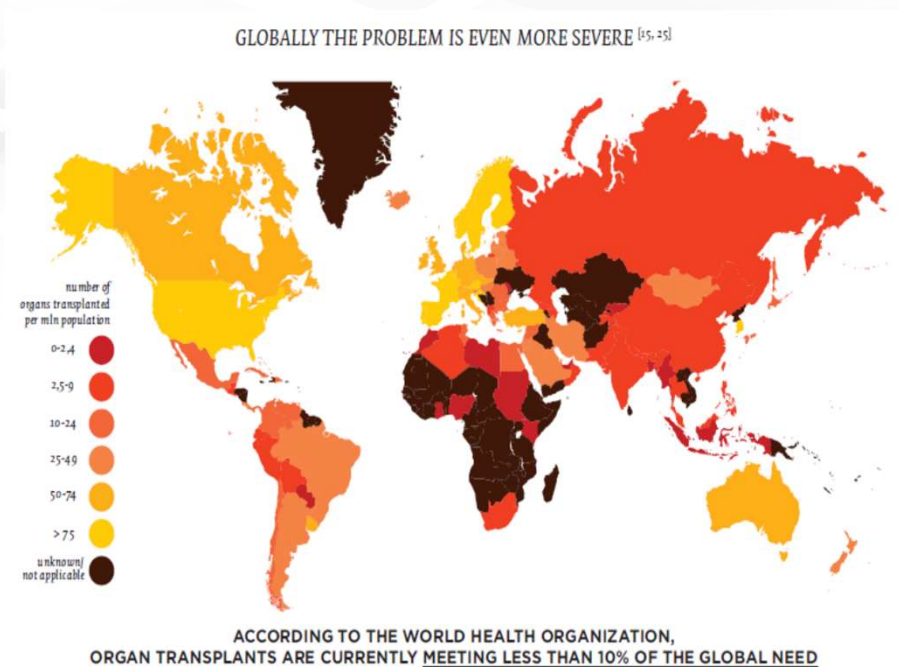 GLOBALLY THE PROBLEM IS EVEN MORE SEVERE [15, 25]
number of
organs transplanted
per mln population
0-2,4
2,5-9
10-24
25-49
50-74
> 75
unknown/
not applicable
ACCORDING TO THE WORLD HEALTH ORGANIZATION,
ORGAN TRANSPLANTS ARE CURRENTLY MEETING LESS THAN 10% OF THE GLOBAL NEED